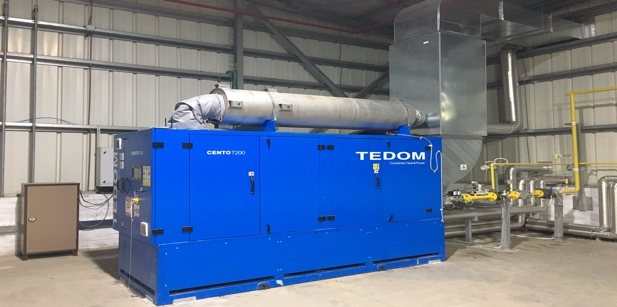 CENTO T200
TEDOM
Combined Heat & Power